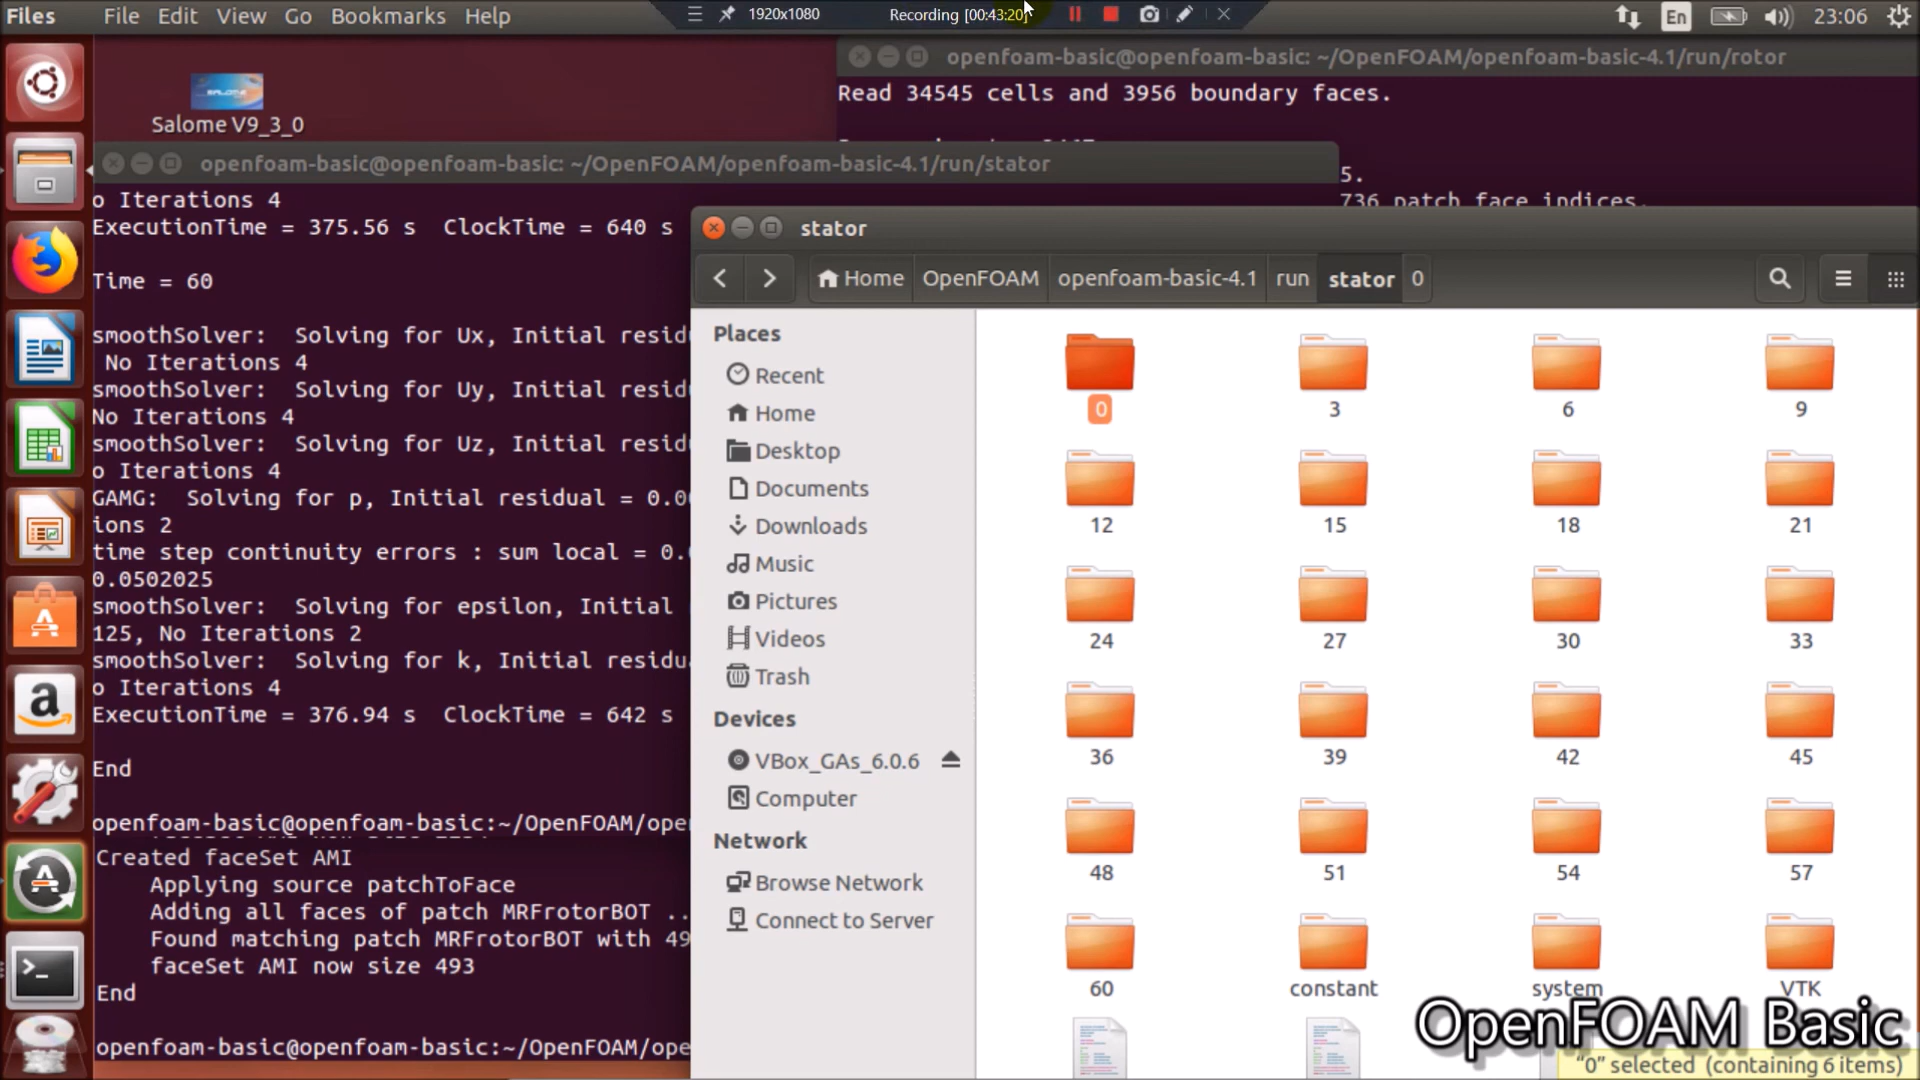 Files
File Edit View Go Bookmarks Help
1920x1080
Recording [00:43:20]
En
23:06
Salome V9_3_0
openfoam-basic@openfoam-basic: ~/OpenFOAM/openfoam-basic-4.1/run/rotor
Read 34545 cells and 3956 boundary faces.
5.
736 patch face indices.
openfoam-basic@openfoam-basic: ~/OpenFOAM/openfoam-basic-4.1/run/stator
o Iterations 4
ExecutionTime = 375.56 s  ClockTime = 640 s
Time = 60
smoothSolver:  Solving for Ux, Initial resid
No Iterations 4
smoothSolver:  Solving for Uy, Initial resid
No Iterations 4
smoothSolver:  Solving for Uz, Initial resid
o Iterations 4
GAMG:  Solving for p, Initial residual = 0.0
ions 2
time step continuity errors : sum local = 0.
0.0502025
smoothSolver:  Solving for epsilon, Initial
125, No Iterations 2
smoothSolver:  Solving for k, Initial residu
o Iterations 4
ExecutionTime = 376.94 s  ClockTime = 642 s
End
openfoam-basic@openfoam-basic:~/OpenFOAM/ope
Created faceSet AMI
Applying source patchToFace
Adding all faces of patch MRFrotorBOT ..
Found matching patch MRFrotorBOT with 49
faceSet AMI now size 493
End
openfoam-basic@openfoam-basic:~/OpenFOAM/ope
stator
Home OpenFOAM openfoam-basic-4.1 run stator 0
Places
Recent
Home
Desktop
Documents
Downloads
Music
Pictures
Videos
Trash
Devices
VBox_GAs_6.0.6
Computer
Network
Browse Network
Connect to Server
0 3 6 9
12 15 18 21
24 27 30 33
36 39 42 45
48 51 54 57
60 constant system VTK
OpenFOAM Basic
"0" selected (containing 6 items)